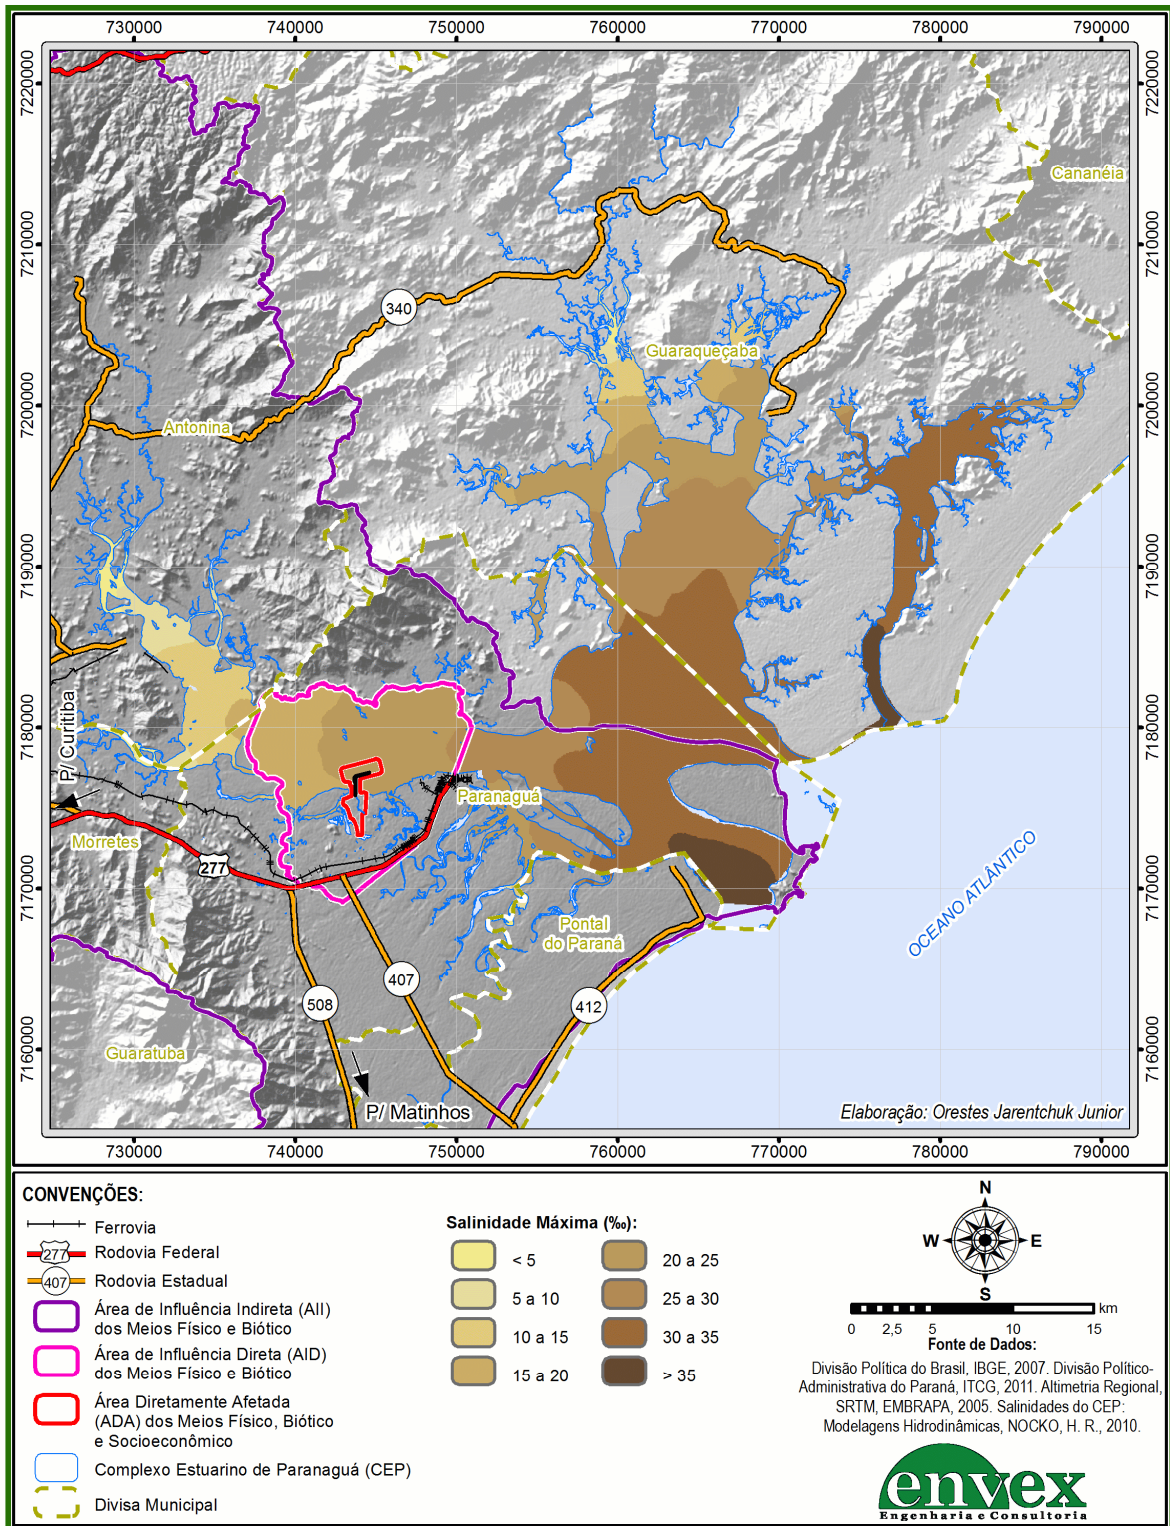 730000 740000 750000 760000 770000 780000 790000
7220000
7220000
Cananéia
7210000
7210000
340
Guaraqueçaba
7200000
7200000
Antonina
7190000
7190000
P/ Curitiba
7180000
7180000
Paranaguá
Morretes
277
7170000
7170000
OCEANO ATLÂNTICO
Pontal
do Paraná
407
508
412
7160000
7160000
Guaratuba
P/ Matinhos
Elaboração: Orestes Jarentchuk Junior
730000 740000 750000 760000 770000 780000 790000
CONVENÇÕES:
Ferrovia
277 Rodovia Federal
407 Rodovia Estadual
Área de Influência Indireta (AII)
dos Meios Físico e Biótico
Área de Influência Direta (AID)
dos Meios Físico e Biótico
Área Diretamente Afetada
(ADA) dos Meios Físico, Biótico
e Socioeconômico
Complexo Estuarino de Paranaguá (CEP)
Divisa Municipal
Salinidade Máxima (‰):
< 5
5 a 10
10 a 15
15 a 20
20 a 25
25 a 30
30 a 35
> 35
N
W E
S
km
0 2,5 5 10 15
Fonte de Dados:
Divisão Política do Brasil, IBGE, 2007. Divisão Político-
Administrativa do Paraná, ITCG, 2011. Altimetria Regional,
SRTM, EMBRAPA, 2005. Salinidades do CEP:
Modelagens Hidrodinâmicas, NOCKO, H. R., 2010.
envex
Engenharia e Consultoria